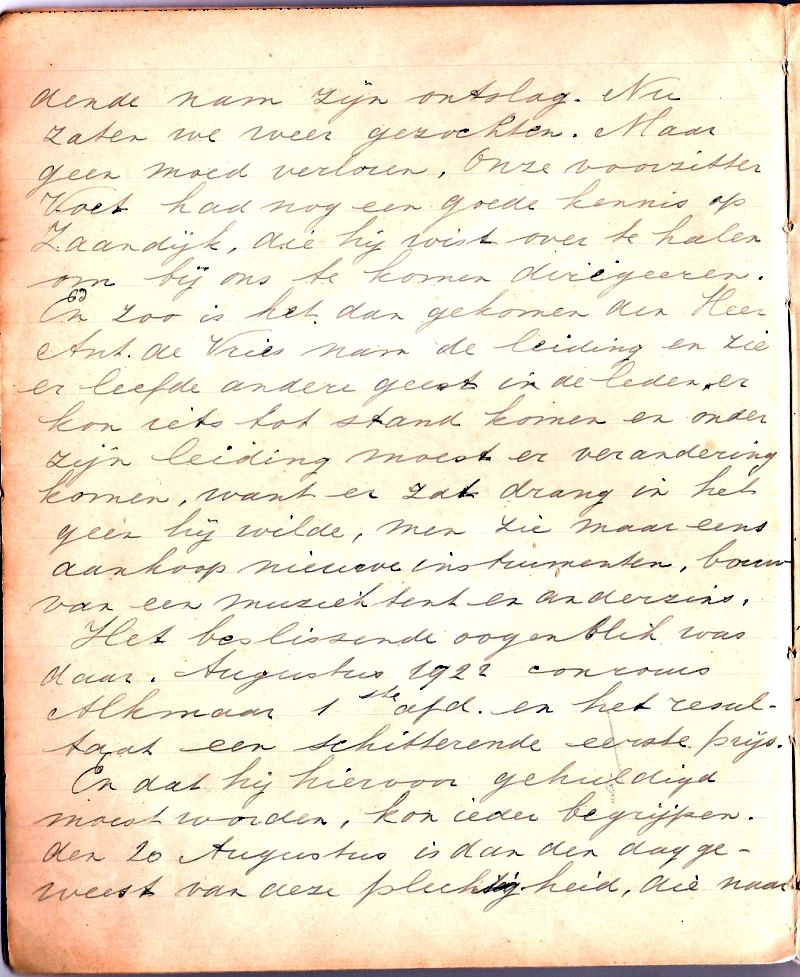 dende nam zijn ontslag. Nu
zaten we weer gezochten. Maar
geen moed verloren, Onze voorzitter
Voet had nog een goede kennis op
Zaandijk, die hij wist over te halen
om bij ons te komen dirigeeren.
En zoo is het dan gekomen den Heer
Ant. de Vries nam de leiding en zie
er leefde andere geest in de leden, er
kon iets tot stand komen en onder
zijn leiding moest er verandering
komen, want er zat drang in het
geen hij wilde, men zie maar eens
aankoop nieuwe instrumenten, bouw
van een muziektent en anderzins.
Het beslissende oogenblik was
daar. Augustus 1922 concours
Alkmaar 1ste afd. en het resul-
taat een schitterende eerste prijs.
En dat hij hiervoor gehuldigd
moest worden, kon ieder begrijpen.
den 20 Augustus is dan den dag ge-
weest van deze plechtigheid, die naar